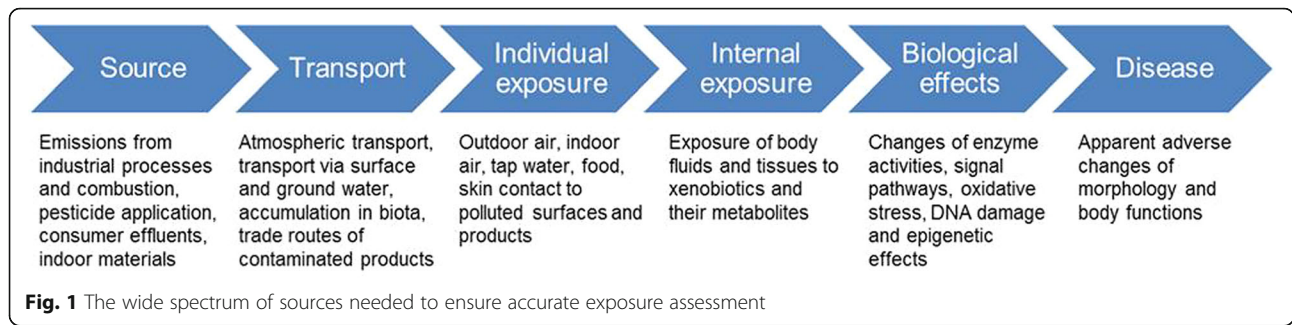 Source
Transport
Individual
exposure
Internal
exposure
Biological
effects
Disease
Emissions from
industrial processes
and combustion,
pesticide application,
consumer effluents,
indoor materials
Atmospheric transport,
transport via surface
and ground water,
accumulation in biota,
trade routes of
contaminated products
Outdoor air, indoor
air, tap water, food,
skin contact to
polluted surfaces and
products
Exposure of body
fluids and tissues to
xenobiotics and
their metabolites
Changes of enzyme
activities, signal
pathways, oxidative
stress, DNA damage
and epigenetic
effects
Apparent adverse
changes of
morphology and
body functions
Fig. 1 The wide spectrum of sources needed to ensure accurate exposure assessment